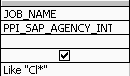 JOB_NAME
PPI_SAP_AGENCY_INT
Like "Cl*"